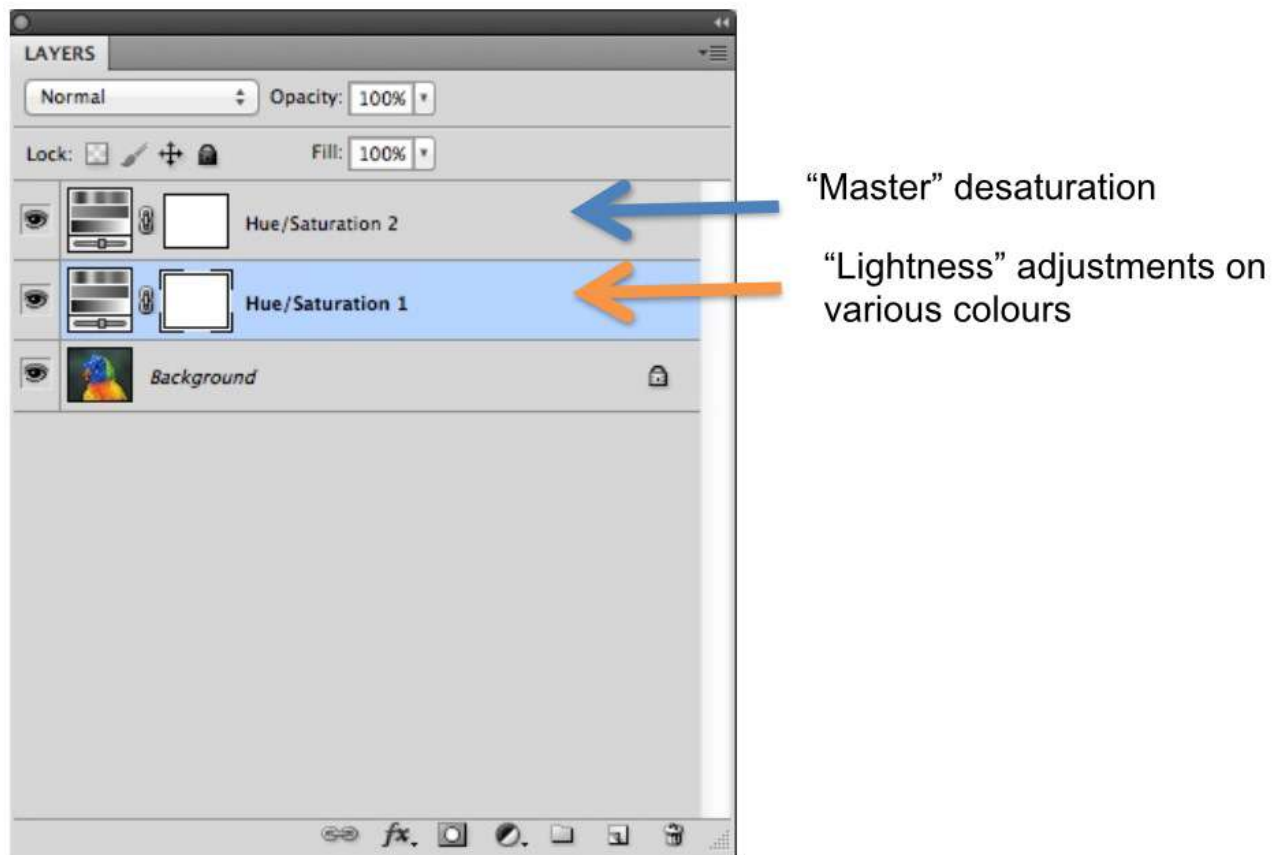 LAYERS
Normal Opacity: 100%
Lock: Fill: 100%
Hue/Saturation 2
“Master” desaturation
Hue/Saturation 1
“Lightness” adjustments on
various colours
Background
fx.